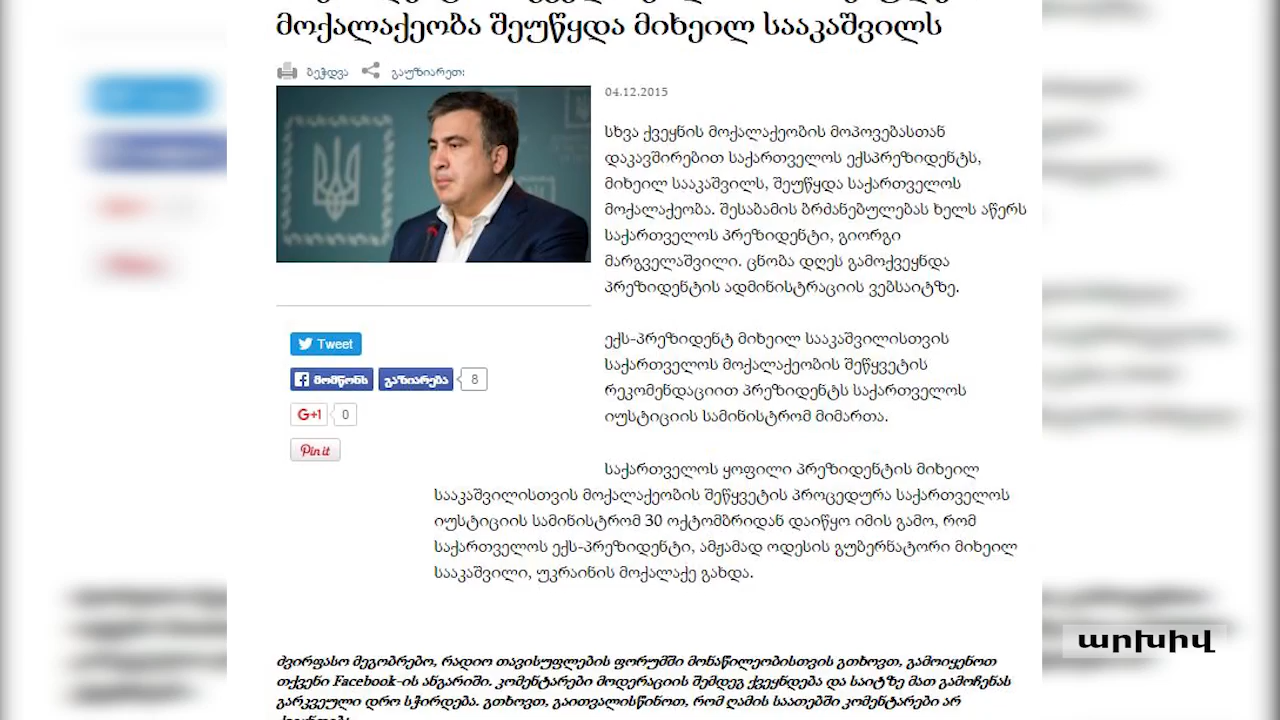 მოქალაქეობა შეუწყდა მიხეილ სააკაშვილს
ბეჭდვა გაუზიარეთ:
04.12.2015
სხვა ქვეყნის მოქალაქეობის მოპოვებასთან
დაკავშირებით საქართველოს ექსპრეზიდენტს,
მიხეილ სააკაშვილს, შეუწყდა საქართველოს
მოქალაქეობა. შესაბამის ბრძანებულებას ხელს აწერს
საქართველოს პრეზიდენტი, გიორგი
მარგველაშვილი. ცნობა დღეს გამოქვეყნდა
პრეზიდენტის ადმინისტრაციის ვებსაიტზე.
ექს-პრეზიდენტ მიხეილ სააკაშვილისთვის
საქართველოს მოქალაქეობის შეწყვეტის
რეკომენდაციით პრეზიდენტს საქართველოს
იუსტიციის სამინისტრომ მიმართა.
Tweet
მომწონს გაზიარება 8
G+1 0
Pin it
საქართველოს ყოფილი პრეზიდენტის მიხეილ
სააკაშვილისთვის მოქალაქეობის შეწყვეტის პროცედურა საქართველოს
იუსტიციის სამინისტრომ 30 ოქტომბრიდან დაიწყო იმის გამო, რომ
საქართველოს ექს-პრეზიდენტი, ამჟამად ოდესის გუბერნატორი მიხეილ
სააკაშვილი, უკრაინის მოქალაქე გახდა.
արխիվ
ძვირფასო მეგობრებო, რადიო თავისუფლების ფორუმში მონაწილეობისთვის გთხოვთ, გამოიყენოთ
თქვენი Facebook-ის ანგარიში. კომენტარები მოდერაციის შემდეგ ქვეყნდება და საიტზე მათ გამოჩენას
გარკვეული დრო სჭირდება. გთხოვთ, გაითვალისწინოთ, რომ ღამის საათებში კომენტარები არ